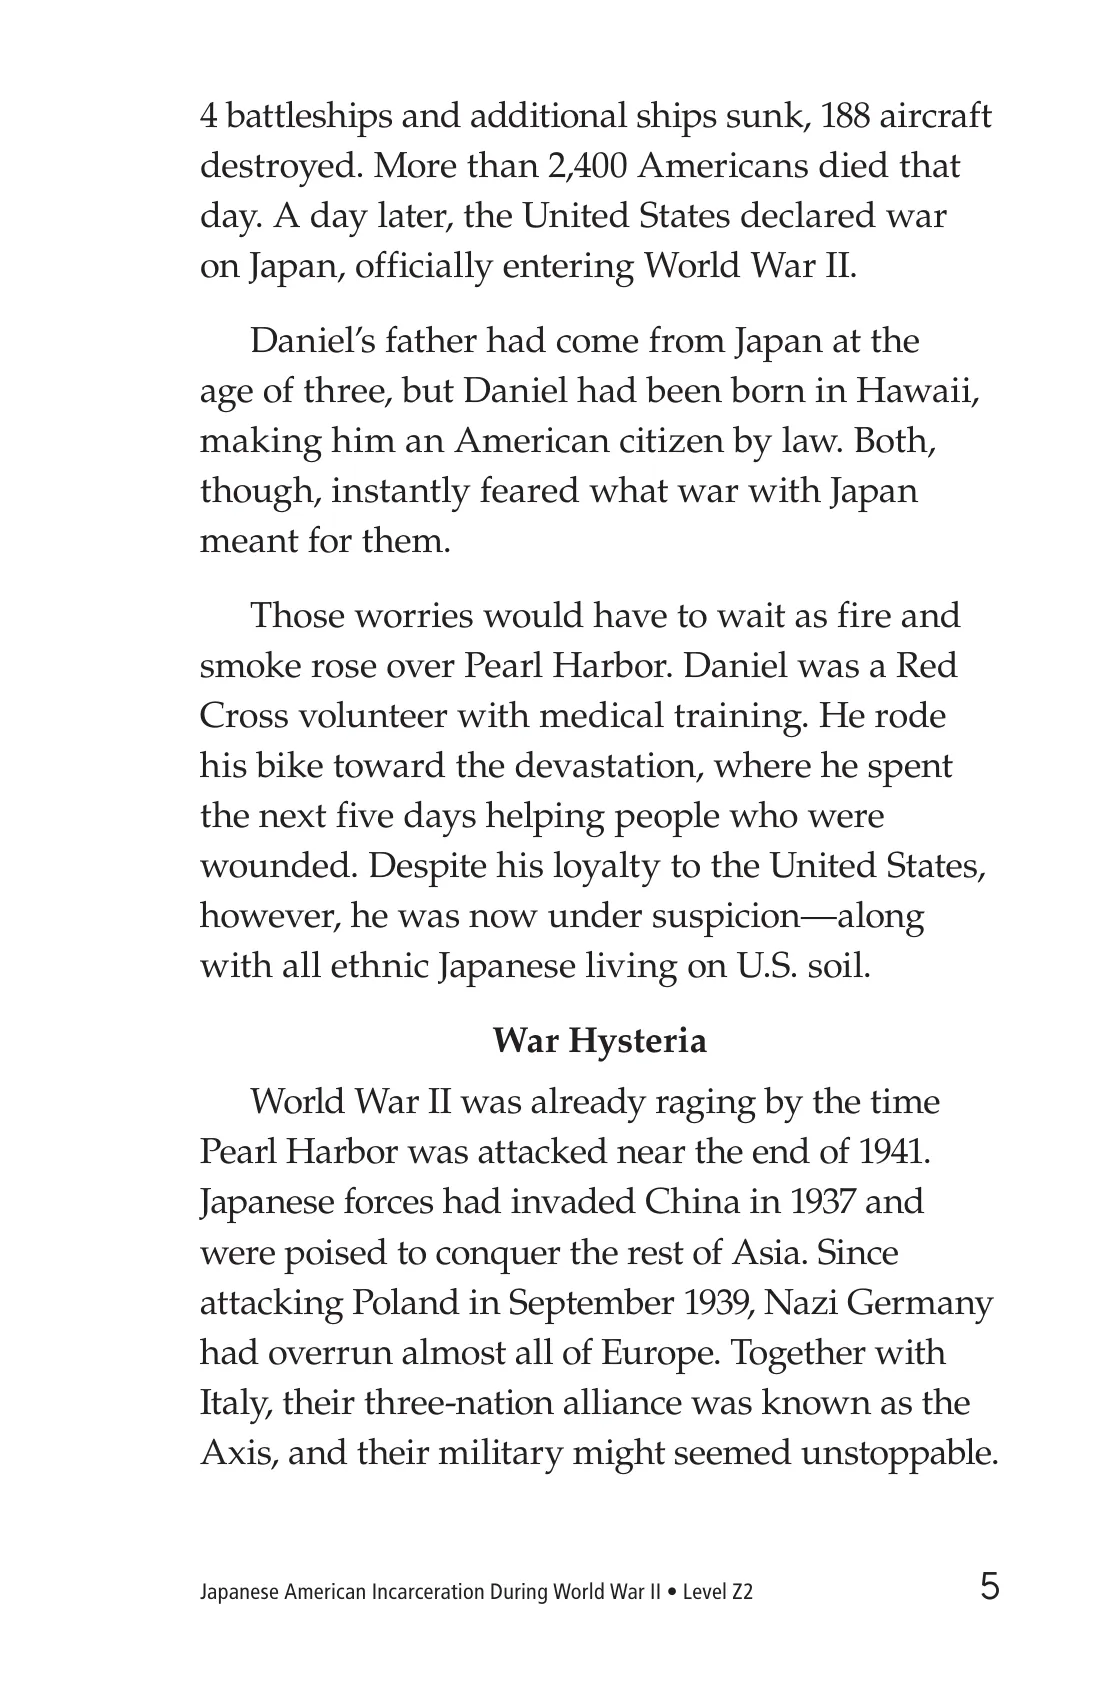 4 battleships and additional ships sunk, 188 aircraft
destroyed. More than 2,400 Americans died that
day. A day later, the United States declared war
on Japan, officially entering World War II.
Daniel’s father had come from Japan at the
age of three, but Daniel had been born in Hawaii,
making him an American citizen by law. Both,
though, instantly feared what war with Japan
meant for them.
Those worries would have to wait as fire and
smoke rose over Pearl Harbor. Daniel was a Red
Cross volunteer with medical training. He rode
his bike toward the devastation, where he spent
the next five days helping people who were
wounded. Despite his loyalty to the United States,
however, he was now under suspicion—along
with all ethnic Japanese living on U.S. soil.
War Hysteria
World War II was already raging by the time
Pearl Harbor was attacked near the end of 1941.
Japanese forces had invaded China in 1937 and
were poised to conquer the rest of Asia. Since
attacking Poland in September 1939, Nazi Germany
had overrun almost all of Europe. Together with
Italy, their three-nation alliance was known as the
Axis, and their military might seemed unstoppable.
Japanese American Incarceration During World War II • Level Z2 5